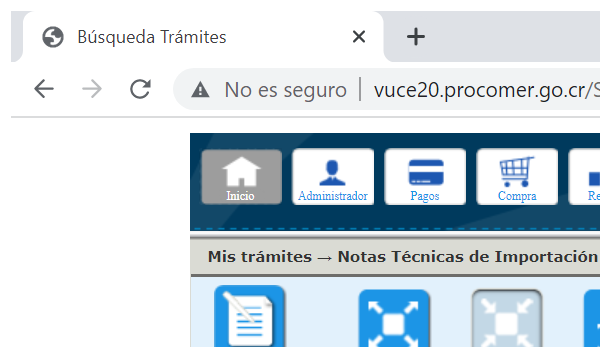 Búsqueda Trámites
No es seguro | vuce20.procomer.go.cr/S
Inicio Administrador Pagos Compra Re
Mis trámites → Notas Técnicas de Importación